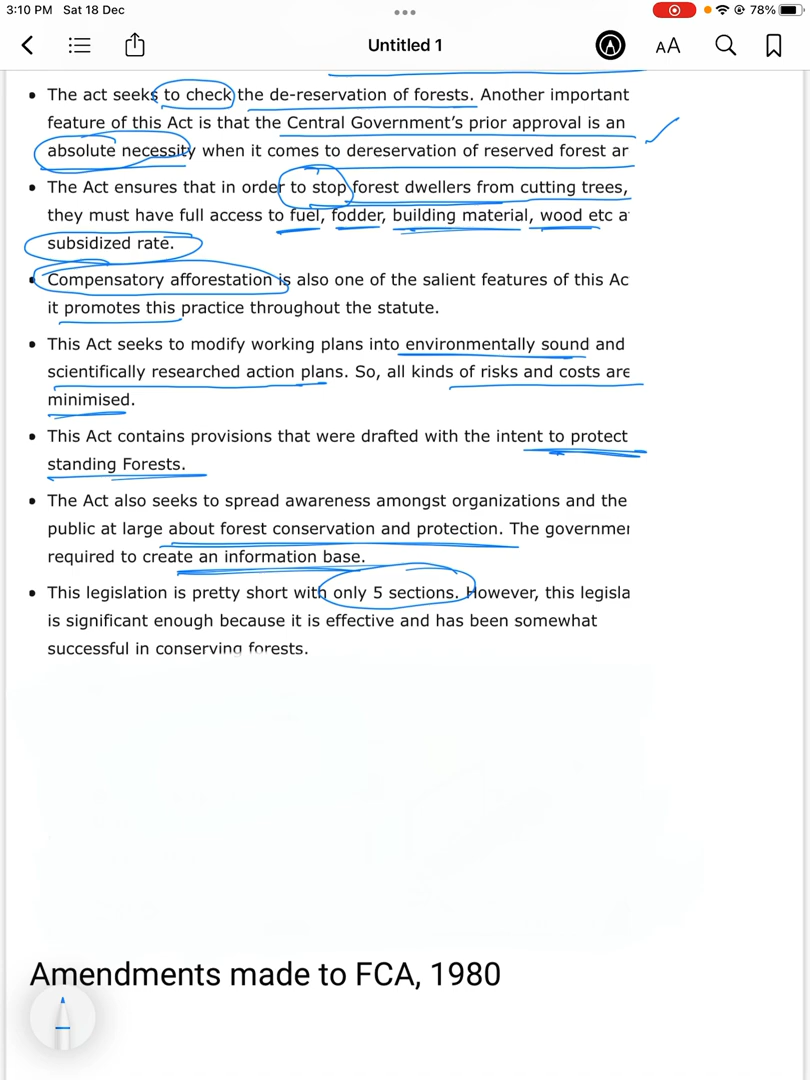 3:10 PM Sat 18 Dec
78%
Untitled 1
AA
The act seeks to check the de-reservation of forests. Another important
feature of this Act is that the Central Government's prior approval is an
absolute necessity when it comes to dereservation of reserved forest ar
The Act ensures that in order to stop forest dwellers from cutting trees,
they must have full access to fuel, fodder, building material, wood etc a
subsidized rate.
Compensatory afforestation is also one of the salient features of this Ac
it promotes this practice throughout the statute.
This Act seeks to modify working plans into environmentally sound and
scientifically researched action plans. So, all kinds of risks and costs are
minimised.
This Act contains provisions that were drafted with the intent to protect
standing Forests.
The Act also seeks to spread awareness amongst organizations and the
public at large about forest conservation and protection. The governmen
required to create an information base.
This legislation is pretty short with only 5 sections. However, this legisla
is significant enough because it is effective and has been somewhat
successful in conserving forests.
Amendments made to FCA, 1980